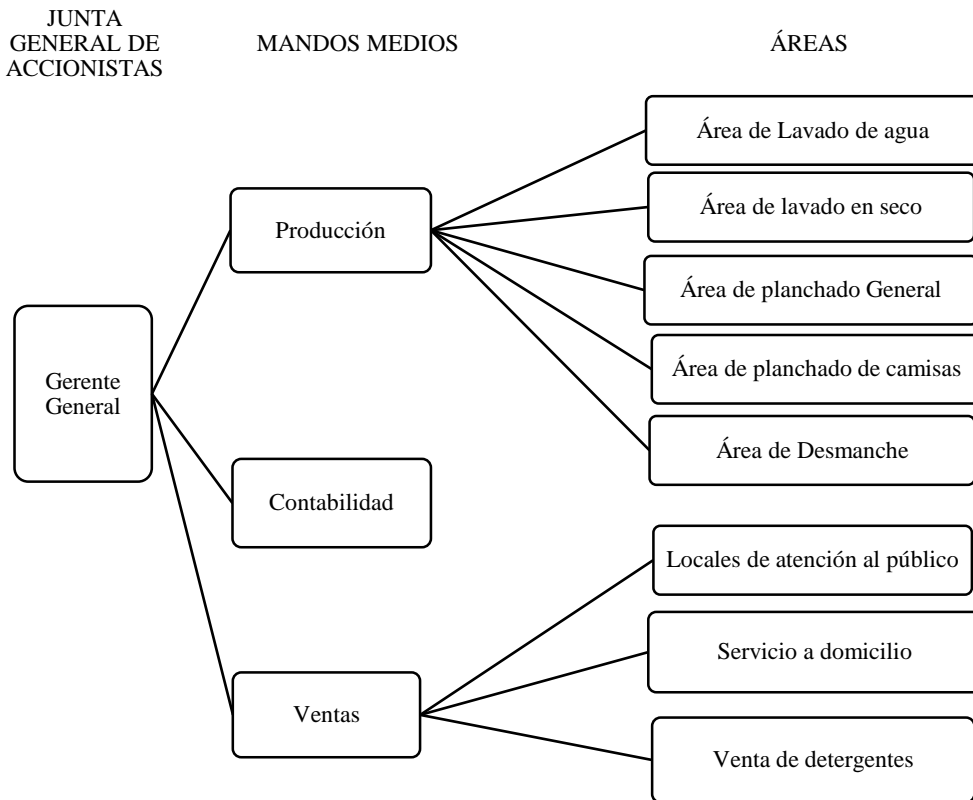 JUNTA
GENERAL DE
ACCIONISTAS
MANDOS MEDIOS
ÁREAS
Gerente
General
Producción
Contabilidad
Ventas
Área de Lavado de agua
Área de lavado en seco
Área de planchado General
Área de planchado de camisas
Área de Desmanche
Locales de atención al público
Servicio a domicilio
Venta de detergentes